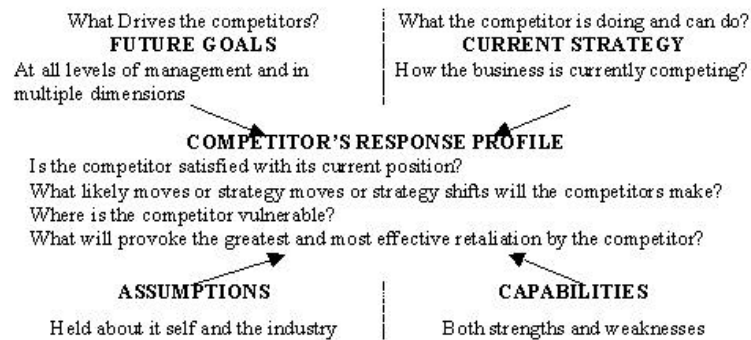 What Drives the competitors?
FUTURE GOALS
At all levels of management and in
multiple dimensions
What the competitor is doing and can do?
CURRENT STRATEGY
How the business is currently competing?
COMPETITOR'S RESPONSE PROFILE
Is the competitor satisfied with its current position?
What likely moves or strategy moves or strategy shifts will the competitors make?
Where is the competitor vulnerable?
What will provoke the greatest and most effective retaliation by the competitor?
ASSUMPTIONS
Held about it self and the industry
CAPABILITIES
Both strengths and weaknesses